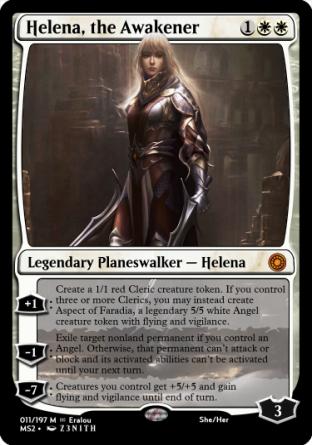 Helena, the Awakener 1
Legendary Planeswalker — Helena
+1: Create a 1/1 red Cleric creature token. If you control
three or more Clerics, you may instead create
Aspect of Faradia, a legendary 5/5 white Angel
creature token with flying and vigilance.
-1: Exile target nonland permanent if you control an
Angel. Otherwise, that permanent can't attack or
block and its activated abilities can't be activated
until your next turn.
-7: Creatures you control get +5/+5 and gain
flying and vigilance until end of turn.
3
011/197 M Eralou She/Her
MS2 • Z3NITH